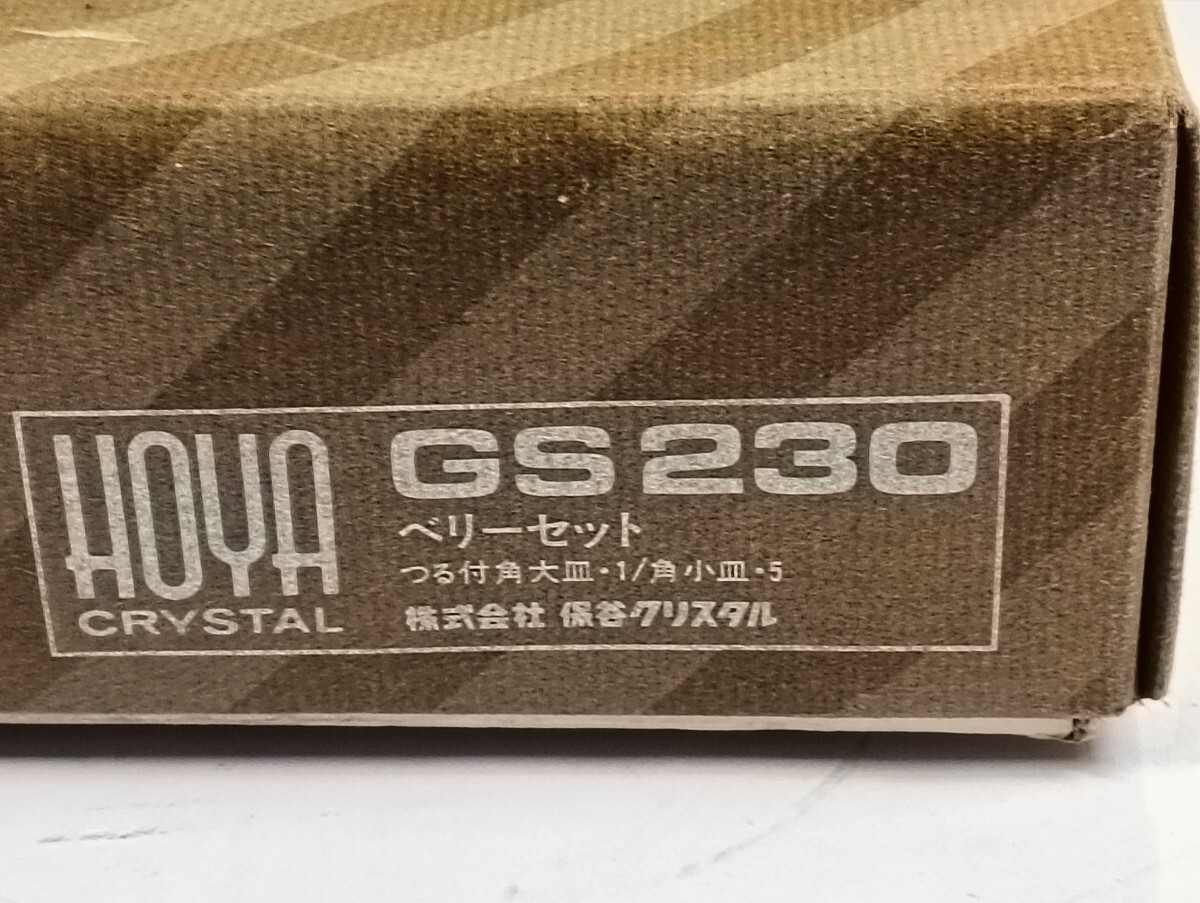 HOYA
CRYSTAL
GS230
ベリーセット
つる付角大皿・1/角小皿・5
株式会社 保谷クリスタル